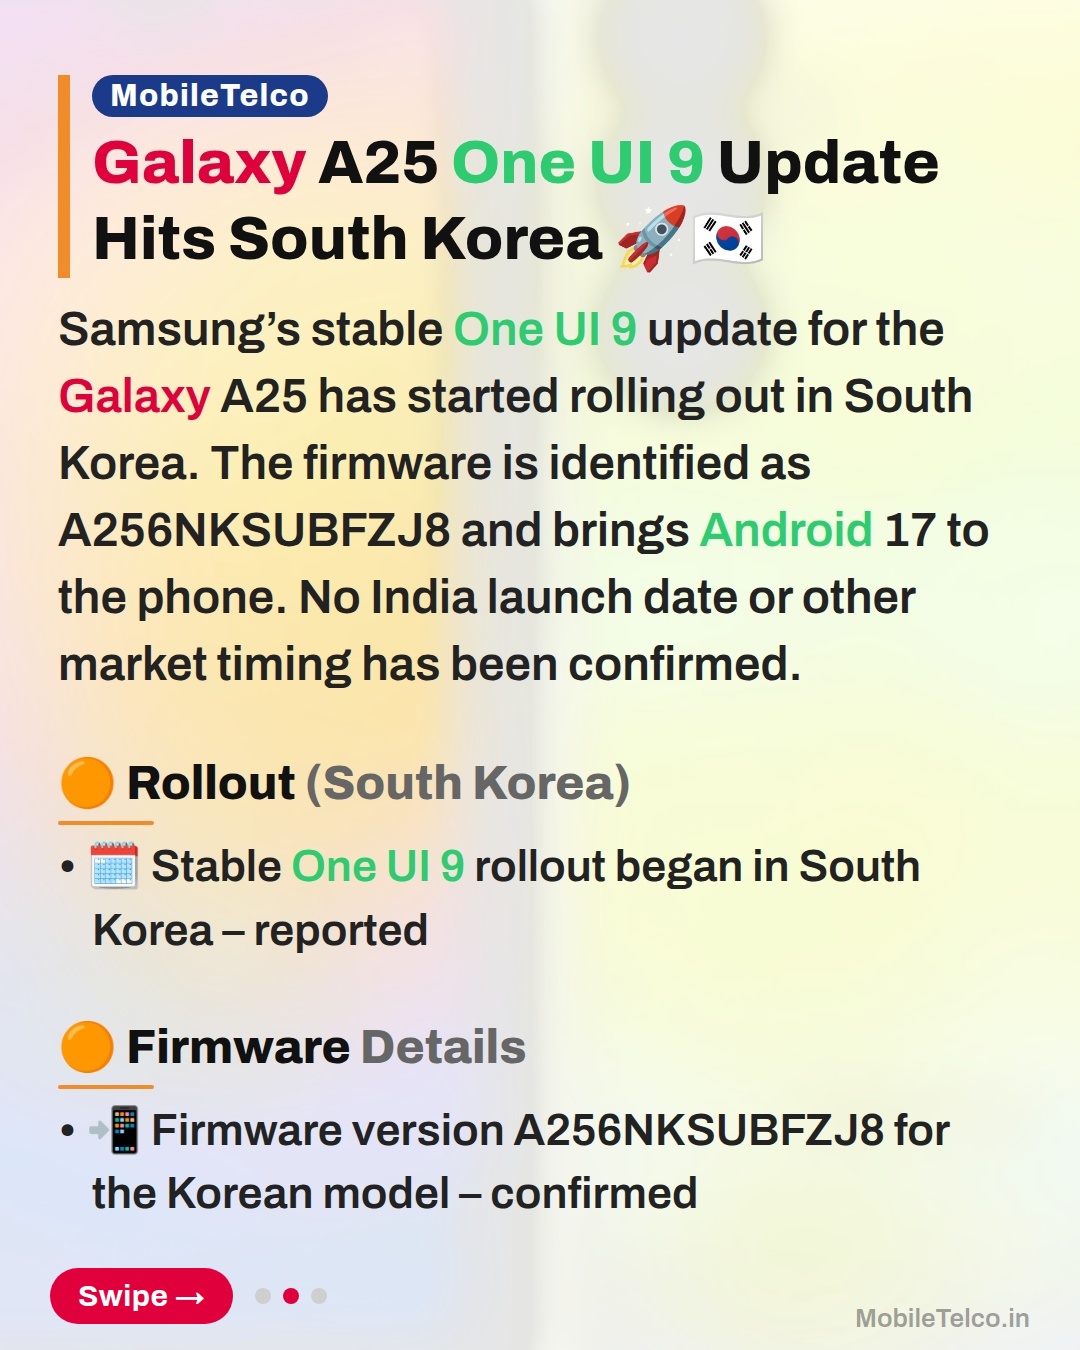 MobileTelco
Galaxy A25 One UI 9 Update
Hits South Korea 🚀🇰🇷
Samsung’s stable One UI 9 update for the
Galaxy A25 has started rolling out in South
Korea. The firmware is identified as
A256NKSUBFZJ8 and brings Android 17 to
the phone. No India launch date or other
market timing has been confirmed.
🟠 Rollout (South Korea)
• 🗓️ Stable One UI 9 rollout began in South
Korea – reported
🟠 Firmware Details
• 📲 Firmware version A256NKSUBFZJ8 for
the Korean model – confirmed
Swipe →
MobileTelco.in